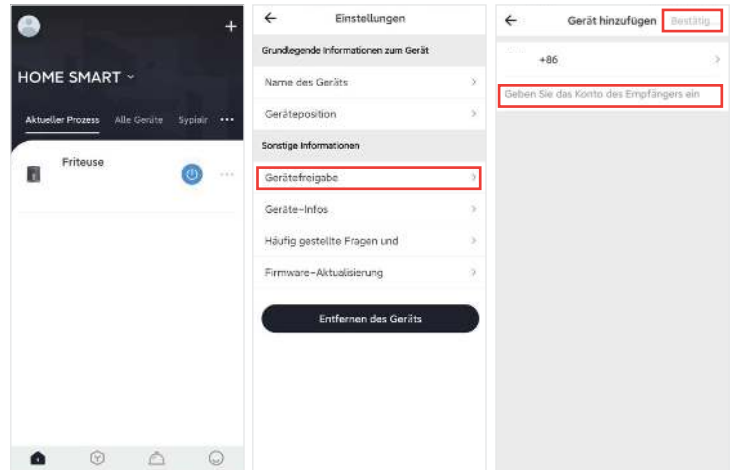 HOME SMART
Aktueller Prozess Alle Geräte
Friteuse
Einstellungen
Grundlegende Informationen zum Gerät
Name des Geräts
Geräteposition
Sonstige Informationen
Gerätefreigabe
Geräte-Infos
Häufig gestellte Fragen und
Firmware-Aktualisierung
Entfernen des Geräts
Gerät hinzufügen Bestätig...
+86
Geben Sie das Konto des Empfängers ein